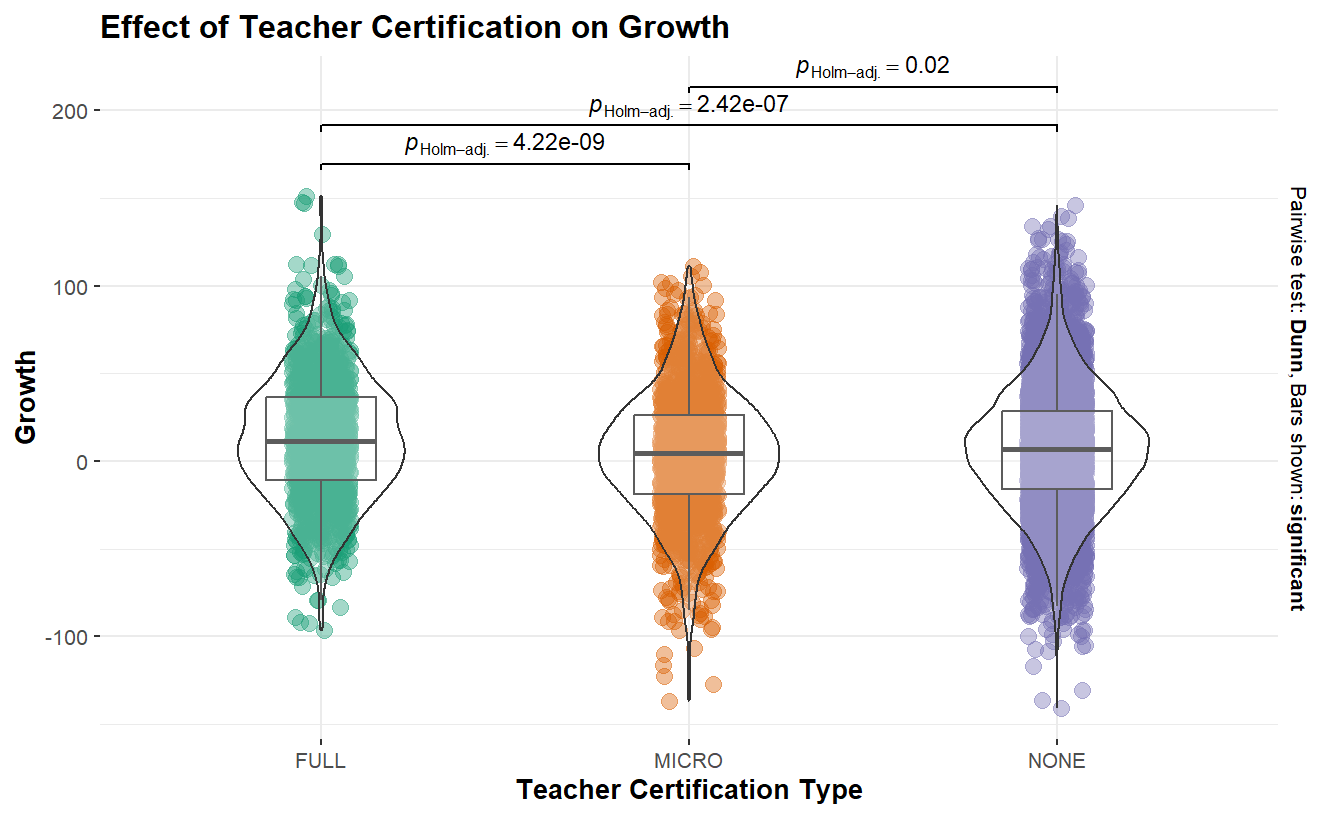 Effect of Teacher Certification on Growth
pHolm–adj. = 0.02
pHolm–adj. = 2.42e-07
pHolm–adj. = 4.22e-09
200
100
0
-100
Growth
FULL
MICRO
NONE
Teacher Certification Type
Pairwise test: Dunn, Bars shown: significant